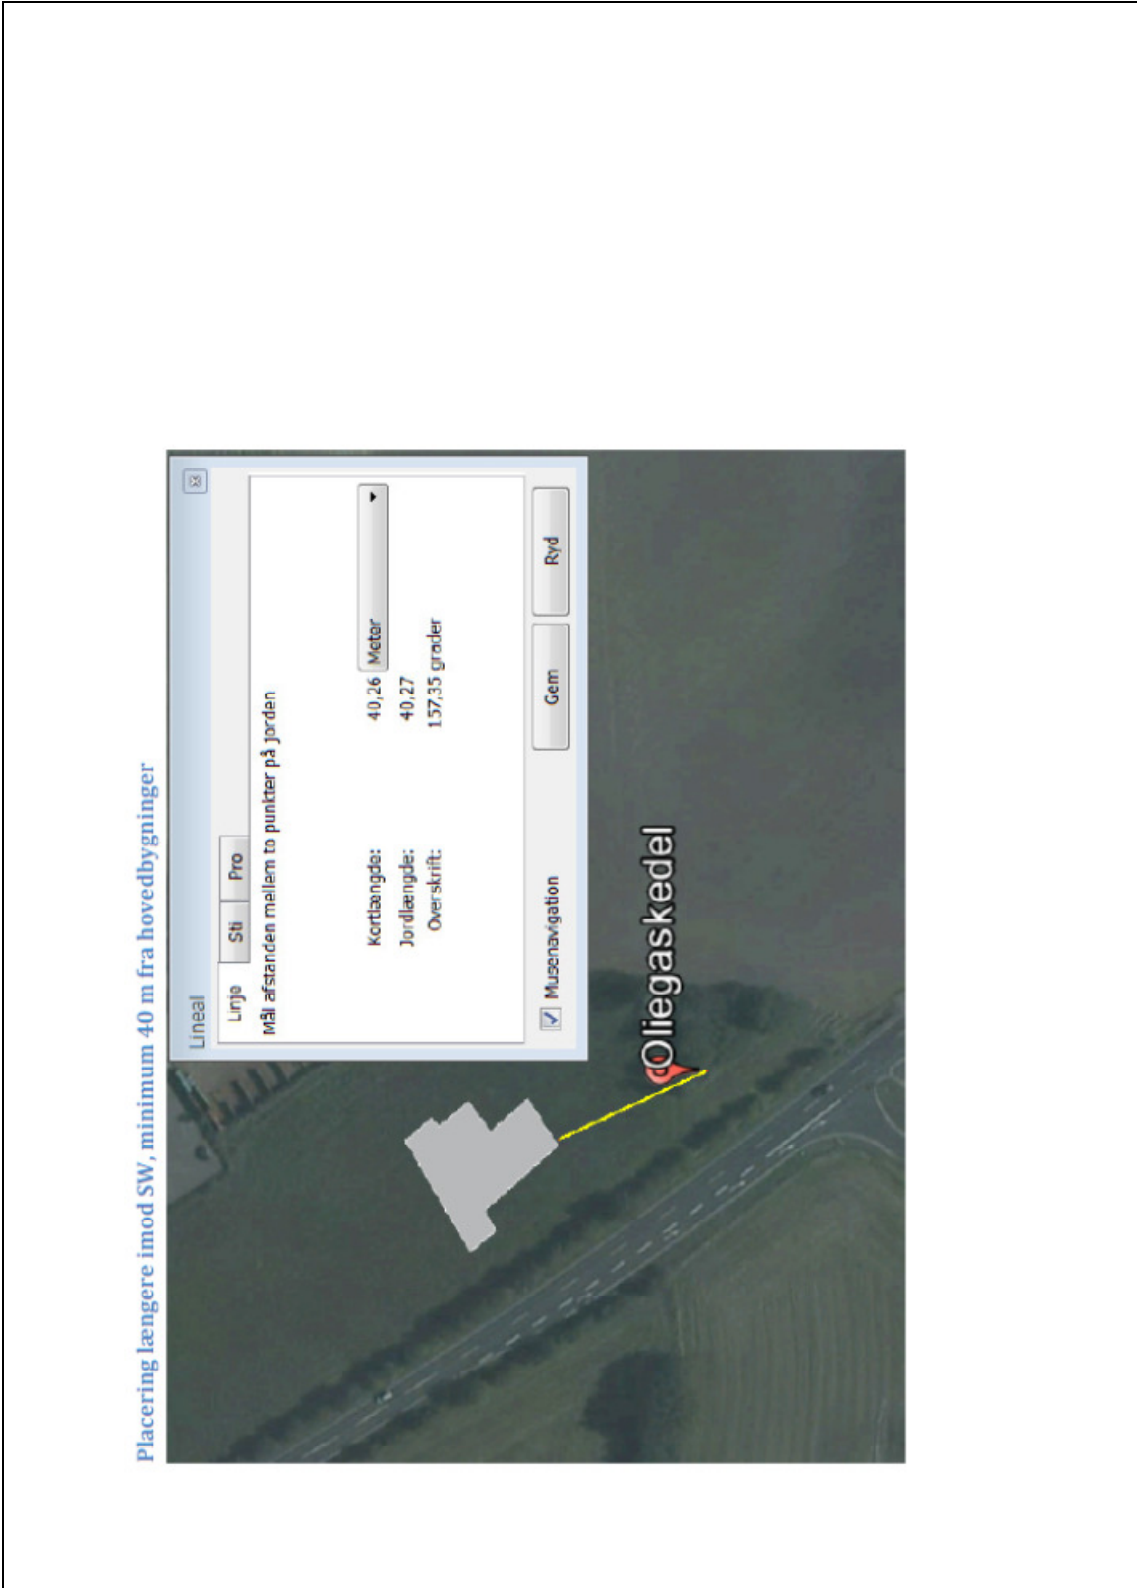 Placering længere imod SW, minimum 40 m fra hovedbygninger
Lineal
Linje Sti Pro
Mål afstanden mellem to punkter på jorden
Kortlængde: 40,26 Meter
Jordlængde: 40,27
Overskrift: 157,35 grader
Musenavigation Gem Ryd
Oliegaskedel